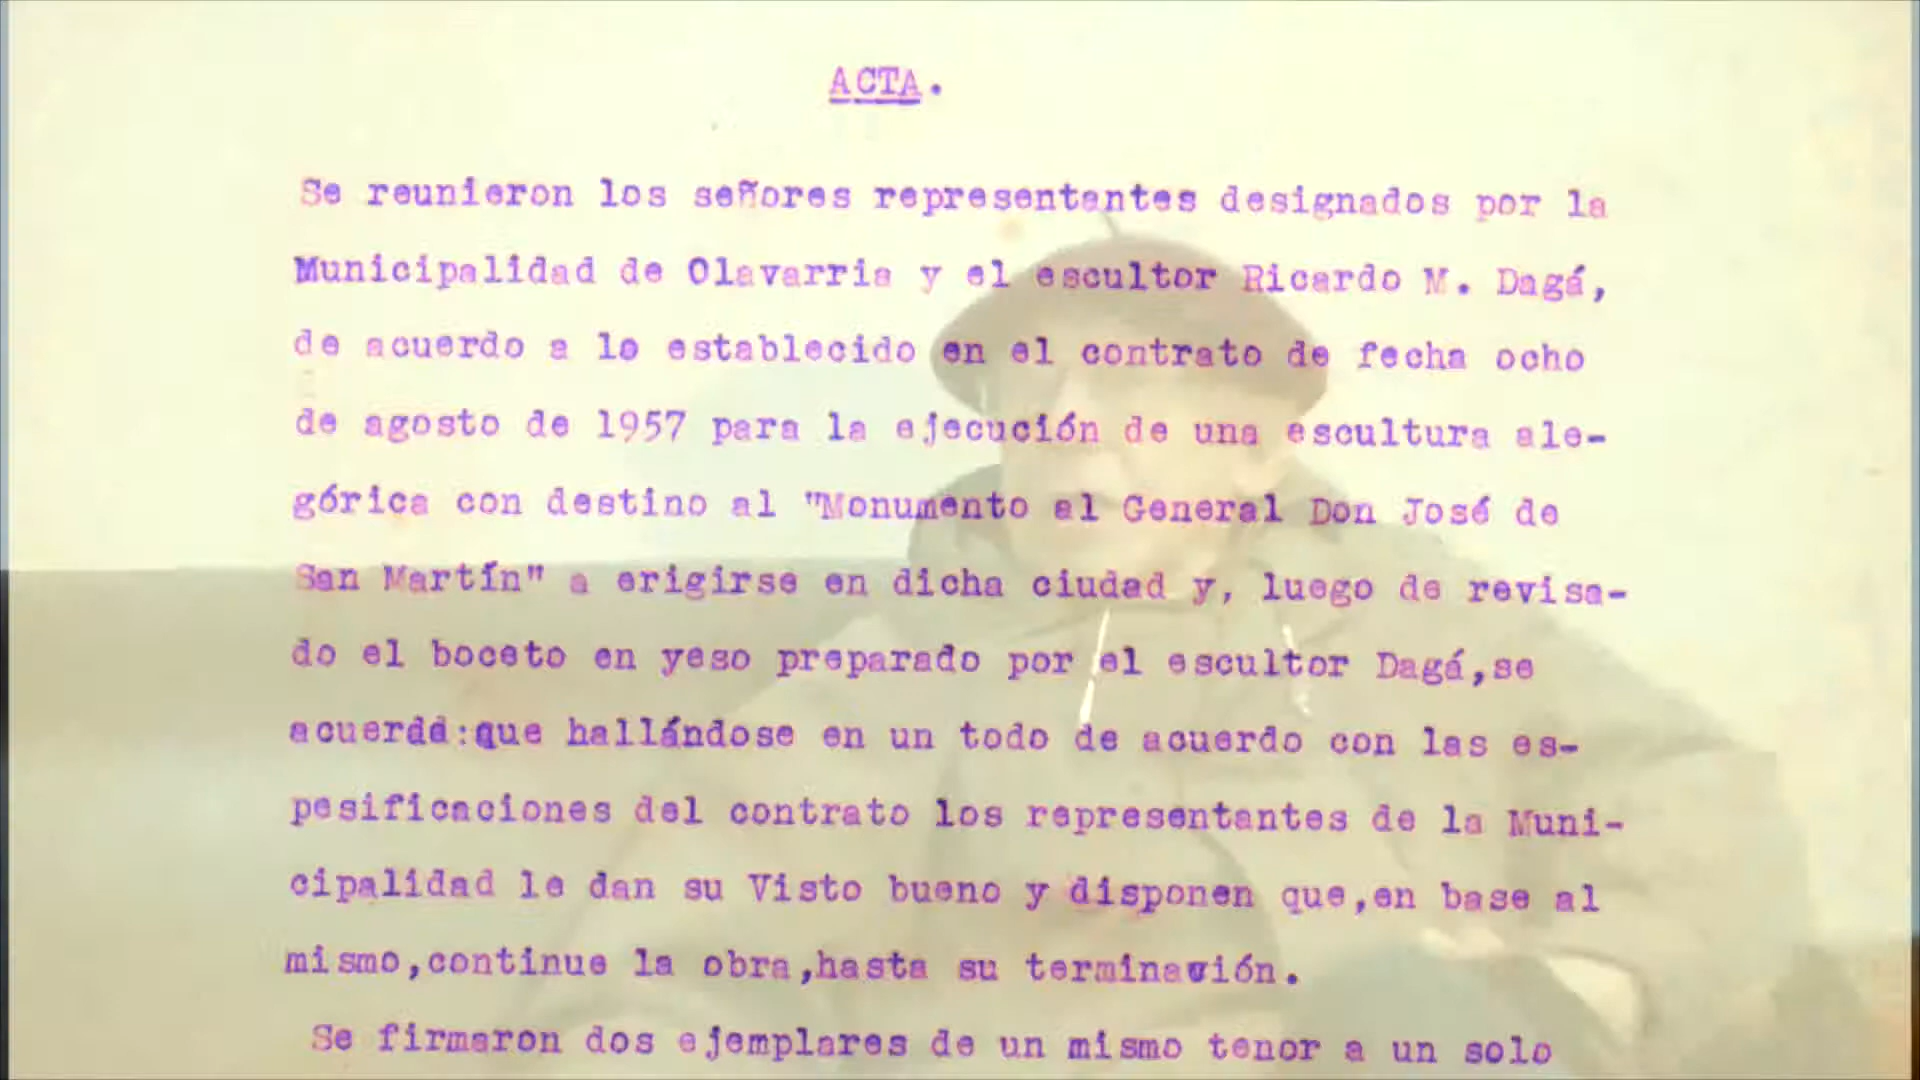 ACTA.
Se reunieron los señores representantes designados por la
Municipalidad de Olavarria y el escultor Ricardo M. Dagá,
de acuerdo a lo establecido en el contrato de fecha ocho
de agosto de 1957 para la ejecución de una escultura ale-
górica con destino al "Monumento al General Don José de
San Martín" a erigirse en dicha ciudad y, luego de revisa-
do el boceto en yeso preparado por el escultor Dagá,se
acuerdá:que hallándose en un todo de acuerdo con las es-
pesificaciones del contrato los representantes de la Muni-
cipalidad le dan su Visto bueno y disponen que,en base al
mismo,continue la obra,hasta su terminación.
Se firmaron dos ejemplares de un mismo tenor a un solo